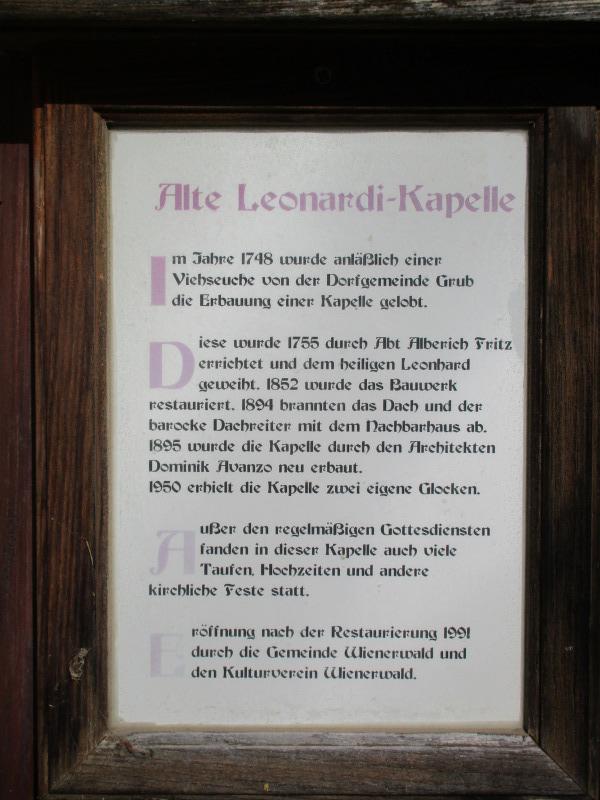 Alte Leonardi-Kapelle
Im Jahre 1748 wurde anläßlich einer
Viehseuche von der Dorfgemeinde Grub
die Erbauung einer Kapelle gelobt.
Diese wurde 1755 durch Abt Alberich Fritz
errichtet und dem heiligen Leonhard
geweiht. 1852 wurde das Bauwerk
restauriert. 1894 brannten das Dach und der
barocke Dachreiter mit dem Nachbarhaus ab.
1895 wurde die Kapelle durch den Architekten
Dominik Avanzo neu erbaut.
1950 erhielt die Kapelle zwei eigene Glocken.
Außer den regelmäßigen Gottesdiensten
fanden in dieser Kapelle auch viele
Taufen, Hochzeiten und andere
kirchliche Feste statt.
Eröffnung nach der Restaurierung 1991
durch die Gemeinde Wienerwald und
den Kulturverein Wienerwald.